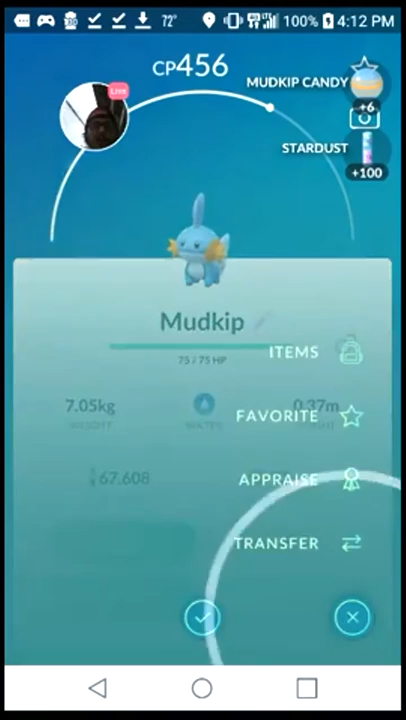 72° 100% 4:12 PM
CP456
MUDKIP CANDY
Live
+6
STARDUST
+100
Mudkip
75 / 75 HP
ITEMS
7.05kg
0.37m
FAVORITE
67,608
APPRAISE
TRANSFER